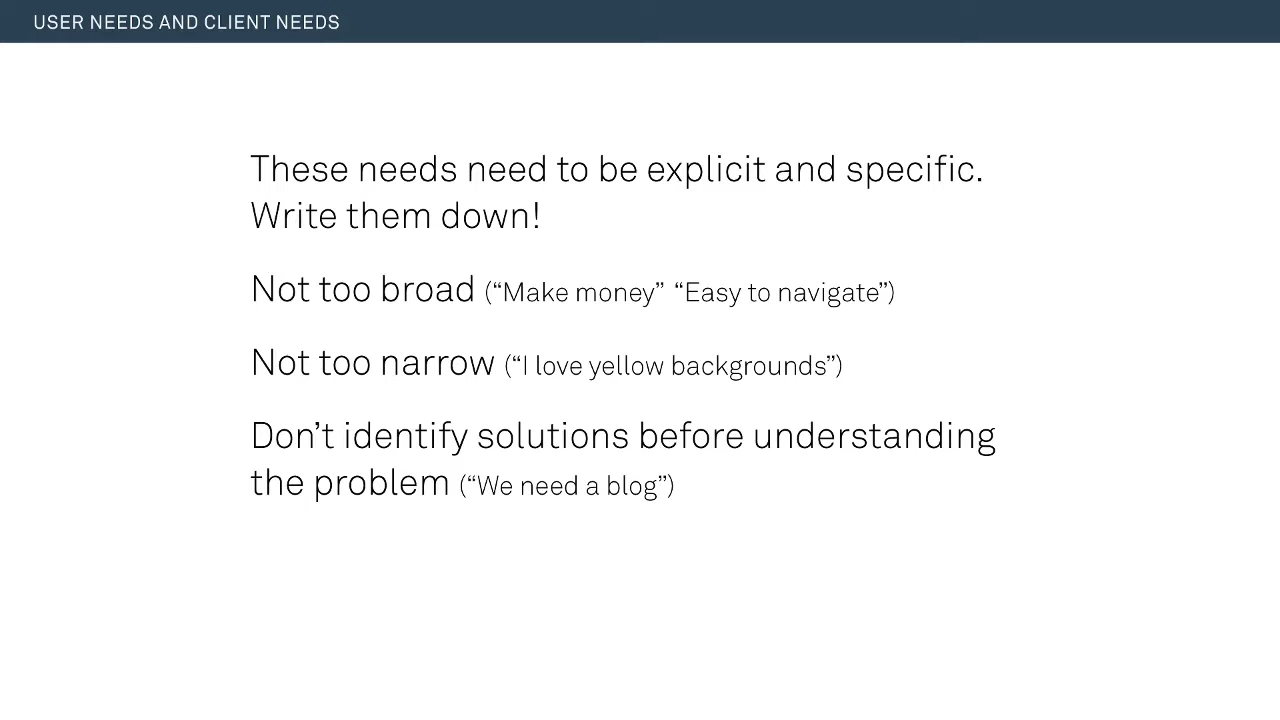 USER NEEDS AND CLIENT NEEDS
These needs need to be explicit and specific.
Write them down!
Not too broad (“Make money” “Easy to navigate”)
Not too narrow (“I love yellow backgrounds”)
Don’t identify solutions before understanding
the problem (“We need a blog”)